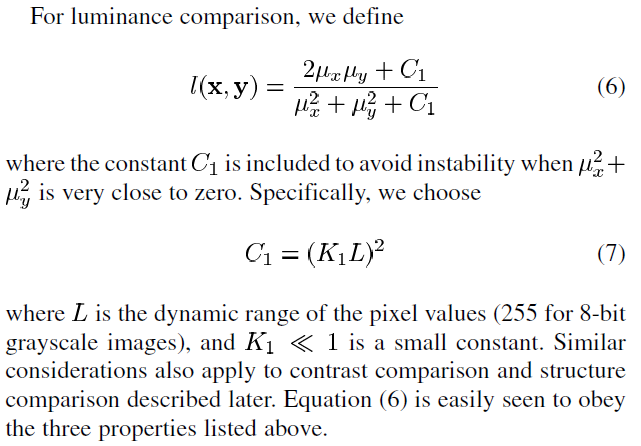 For luminance comparison, we define
l(x, y) = \frac{2μ_xμ_y + C_1}{μ_x^2 + μ_y^2 + C_1} (6)
where the constant C_1 is included to avoid instability when μ_x^2+
μ_y^2 is very close to zero. Specifically, we choose
C_1 = (K_1L)^2 (7)
where L is the dynamic range of the pixel values (255 for 8-bit
grayscale images), and K_1 ≪ 1 is a small constant. Similar
considerations also apply to contrast comparison and structure
comparison described later. Equation (6) is easily seen to obey
the three properties listed above.